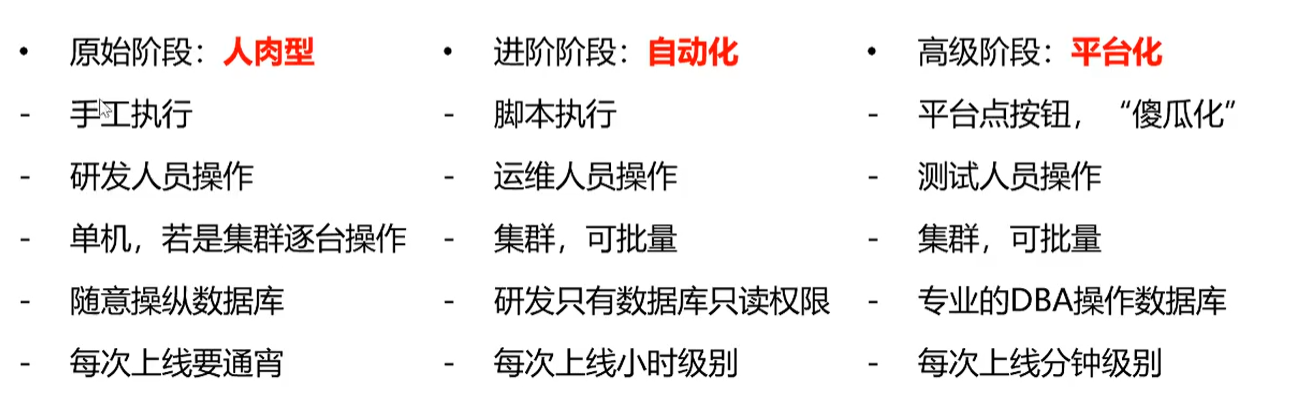 • 原始阶段：人肉型
- 手工执行
- 研发人员操作
- 单机，若是集群逐台操作
- 随意操纵数据库
- 每次上线要通宵
• 进阶阶段：自动化
- 脚本执行
- 运维人员操作
- 集群，可批量
- 研发只有数据库只读权限
- 每次上线小时级别
• 高级阶段：平台化
- 平台点按钮，“傻瓜化”
- 测试人员操作
- 集群，可批量
- 专业的DBA操作数据库
- 每次上线分钟级别